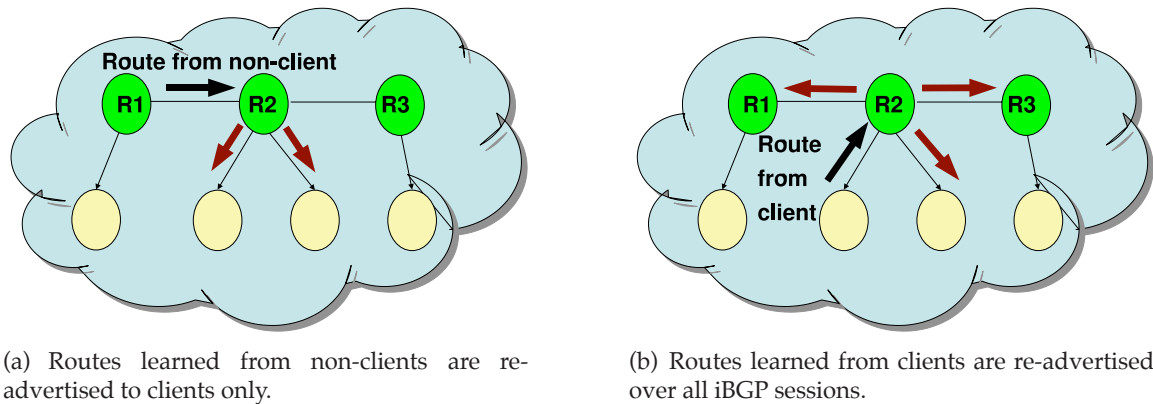 Route from non-client
R1
R2
R3
(a) Routes learned from non-clients are re-
advertised to clients only.
R1
R2
R3
Route
from
client
(b) Routes learned from clients are re-advertised
over all iBGP sessions.